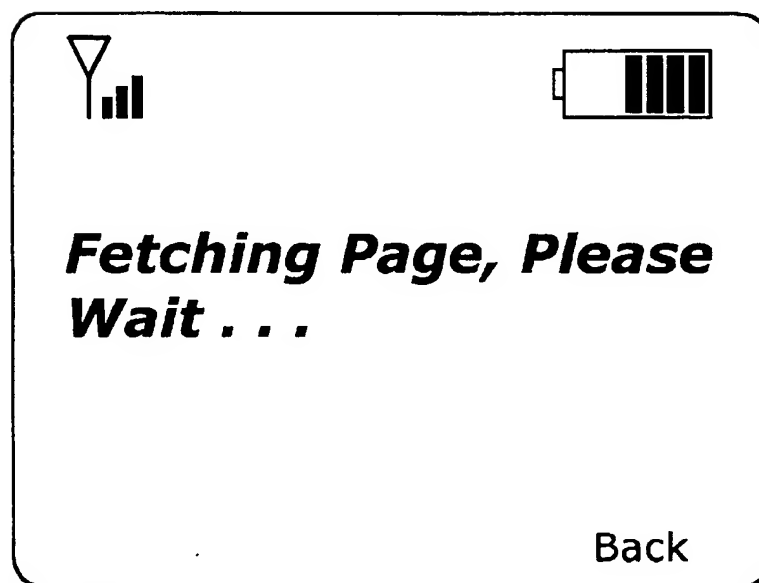 Fetching Page, Please
Wait . . .
Back